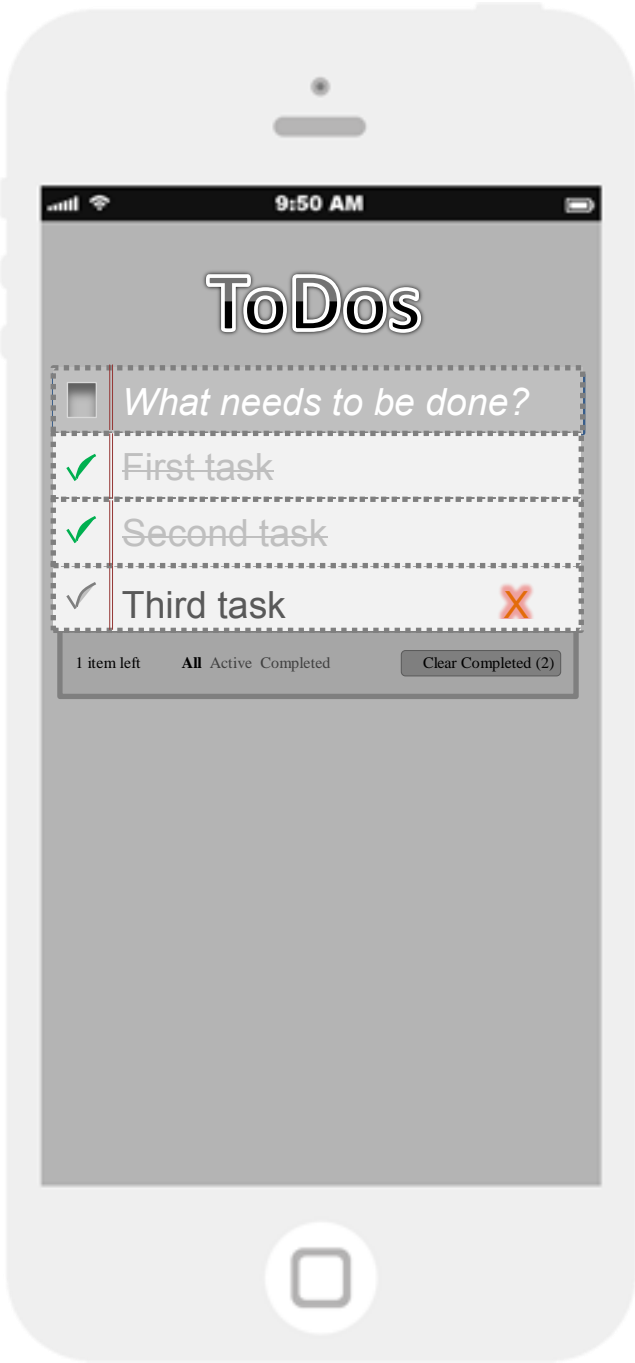 9:50 AM
ToDos
What needs to be done?
First task
Second task
Third task X
1 item left All Active Completed Clear Completed (2)